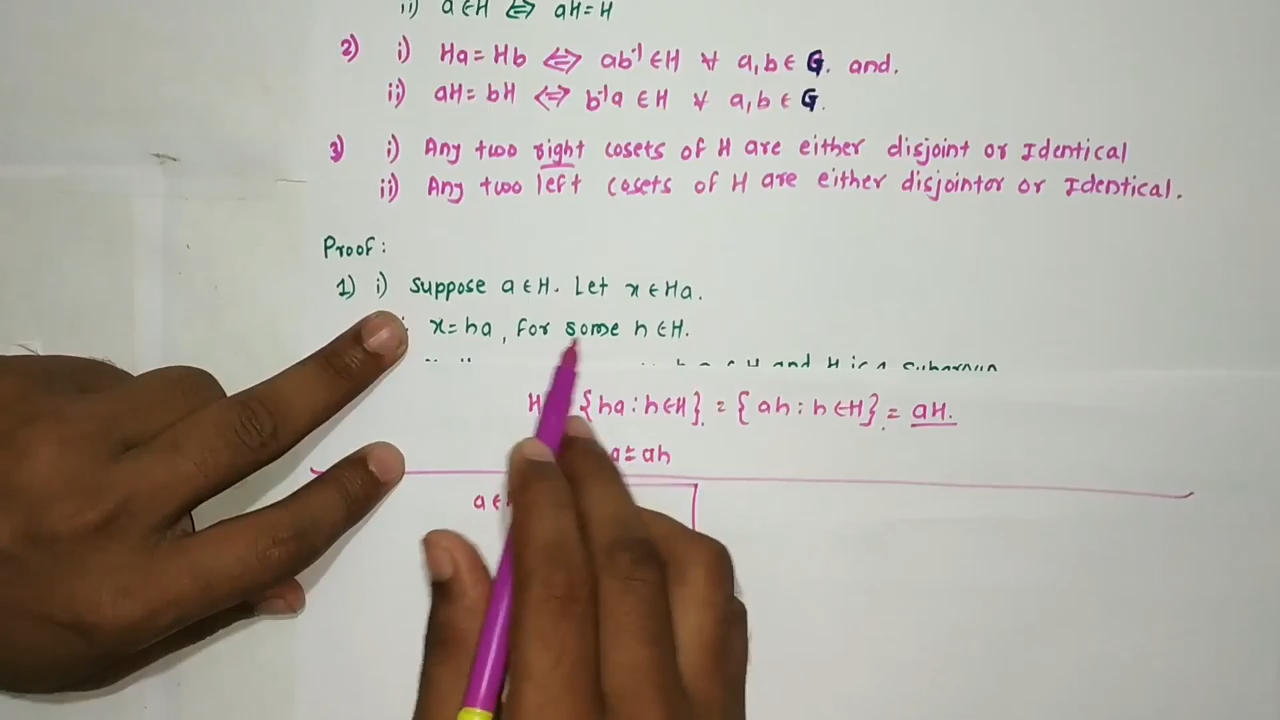 ii) a∈H ⇔ aH=H
2) i) Ha=Hb ⇔ ab⁻¹∈H ∀ a,b∈G. and.
ii) aH=bH ⇔ b⁻¹a∈H ∀ a,b∈G.
3) i) Any two right cosets of H are either disjoint or Identical
ii) Any two left cosets of H are either disjointor or Identical.
Proof:
1) i) Suppose a∈H. Let x∈Ha.
x=ha, for some h∈H.
H {ha:h∈H}. = {ah:h∈H}. = aH.
a=ah
a∈